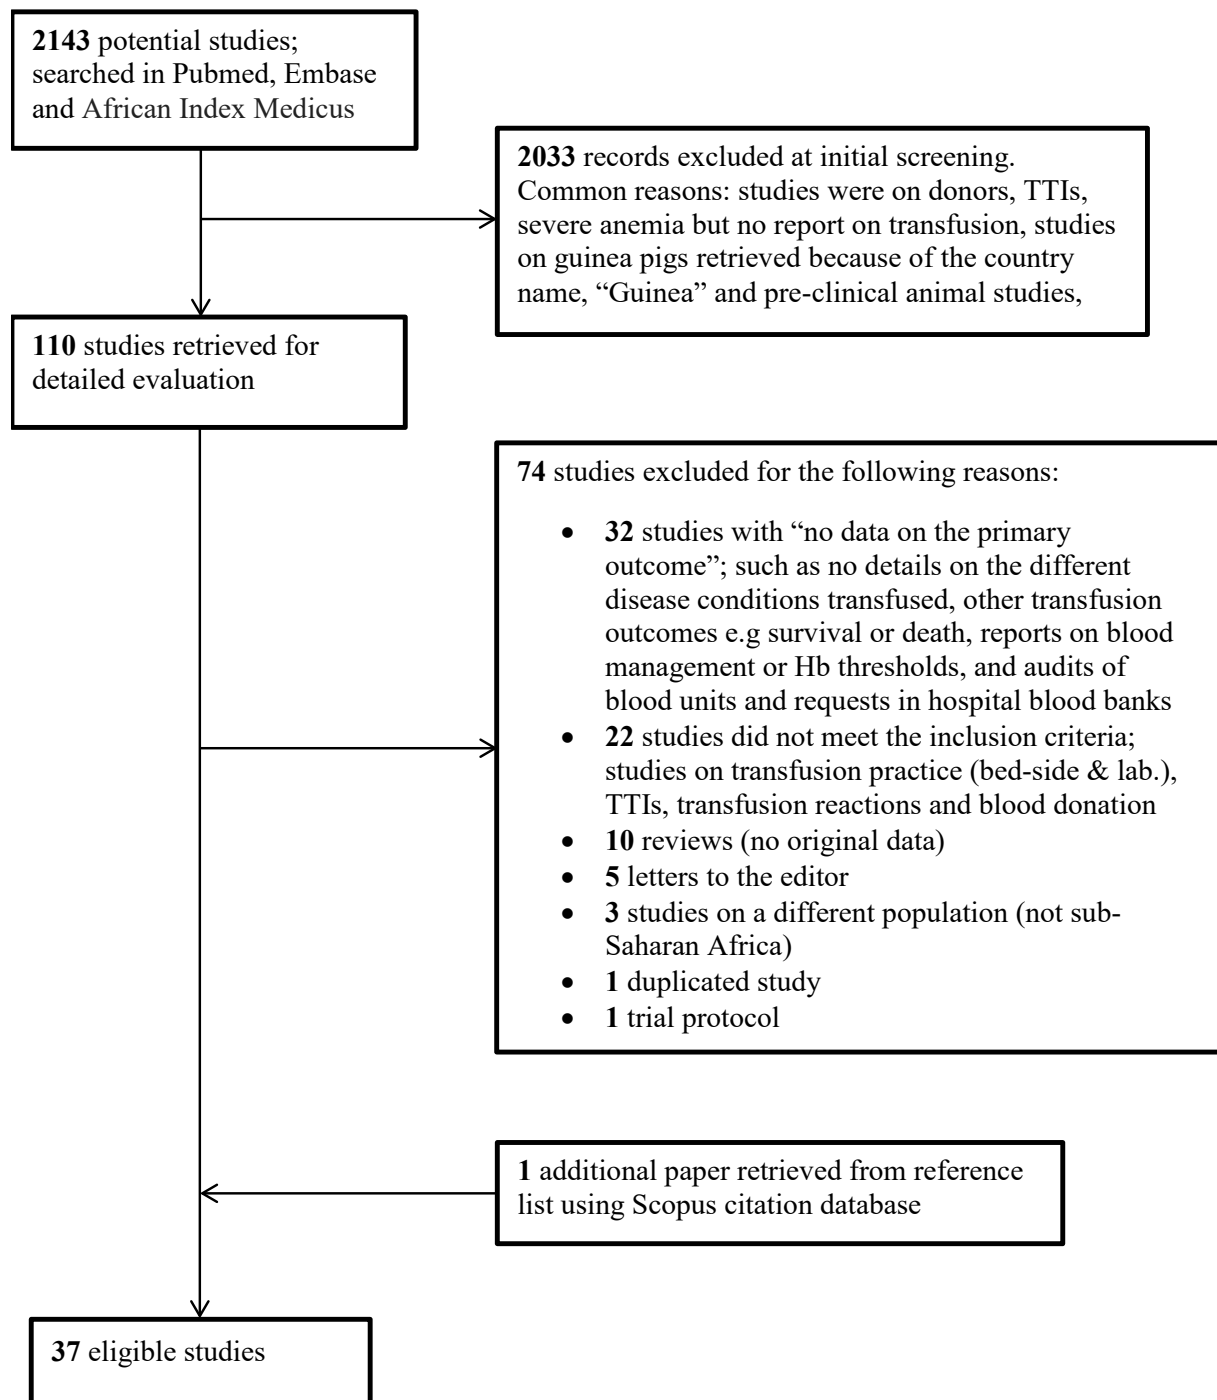 2143 potential studies;
searched in Pubmed, Embase
and African Index Medicus
2033 records excluded at initial screening.
Common reasons: studies were on donors, TTIs,
severe anemia but no report on transfusion, studies
on guinea pigs retrieved because of the country
name, “Guinea” and pre-clinical animal studies,
110 studies retrieved for
detailed evaluation
74 studies excluded for the following reasons:
• 32 studies with “no data on the primary
outcome”; such as no details on the different
disease conditions transfused, other transfusion
outcomes e.g survival or death, reports on blood
management or Hb thresholds, and audits of
blood units and requests in hospital blood banks
• 22 studies did not meet the inclusion criteria;
studies on transfusion practice (bed-side & lab.),
TTIs, transfusion reactions and blood donation
• 10 reviews (no original data)
• 5 letters to the editor
• 3 studies on a different population (not sub-
Saharan Africa)
• 1 duplicated study
• 1 trial protocol
1 additional paper retrieved from reference
list using Scopus citation database
37 eligible studies